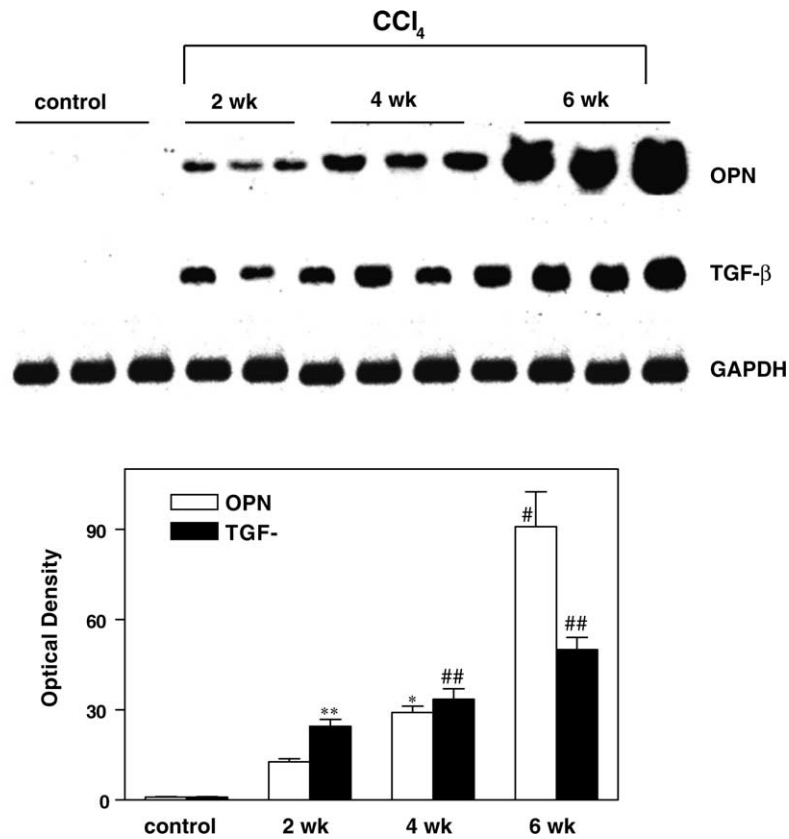 CCl4
control 2 wk 4 wk 6 wk
OPN
TGF-β
GAPDH
OPN
TGF-
Optical Density
90
60
30
0
#
##
##
*
**
control 2 wk 4 wk 6 wk